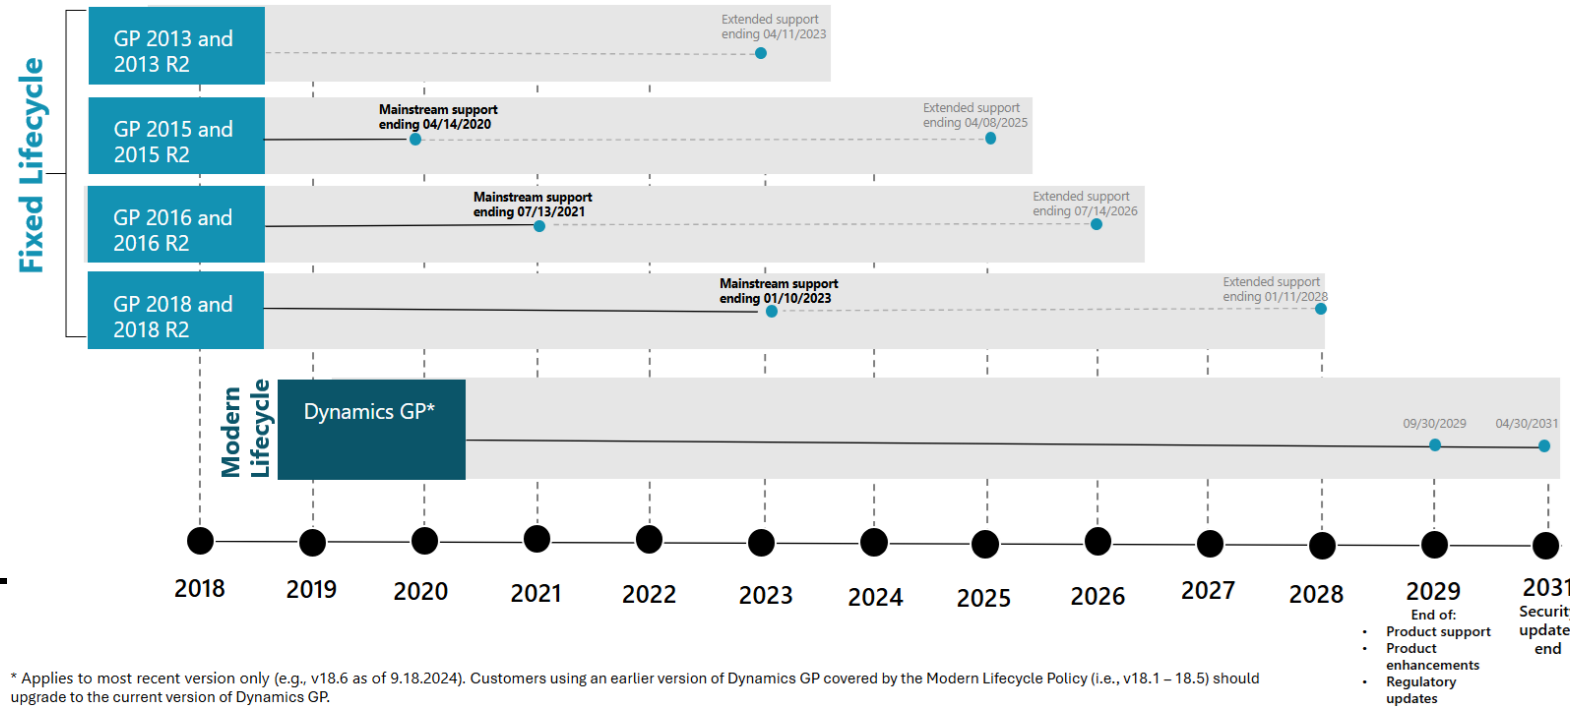 Fixed Lifecycle
GP 2013 and
2013 R2
Extended support
ending 04/11/2023
GP 2015 and
2015 R2
Mainstream support
ending 04/14/2020
Extended support
ending 04/08/2025
GP 2016 and
2016 R2
Mainstream support
ending 07/13/2021
Extended support
ending 07/14/2026
GP 2018 and
2018 R2
Mainstream support
ending 01/10/2023
Extended support
ending 01/11/2028
Modern
Lifecycle
Dynamics GP*
09/30/2029
04/30/2031
2018
2019
2020
2021
2022
2023
2024
2025
2026
2027
2028
2029
End of:
• Product support
• Product
enhancements
• Regulatory
updates
2031
Securit
update
end
* Applies to most recent version only (e.g., v18.6 as of 9.18.2024). Customers using an earlier version of Dynamics GP covered by the Modern Lifecycle Policy (i.e., v18.1 – 18.5) should
upgrade to the current version of Dynamics GP.